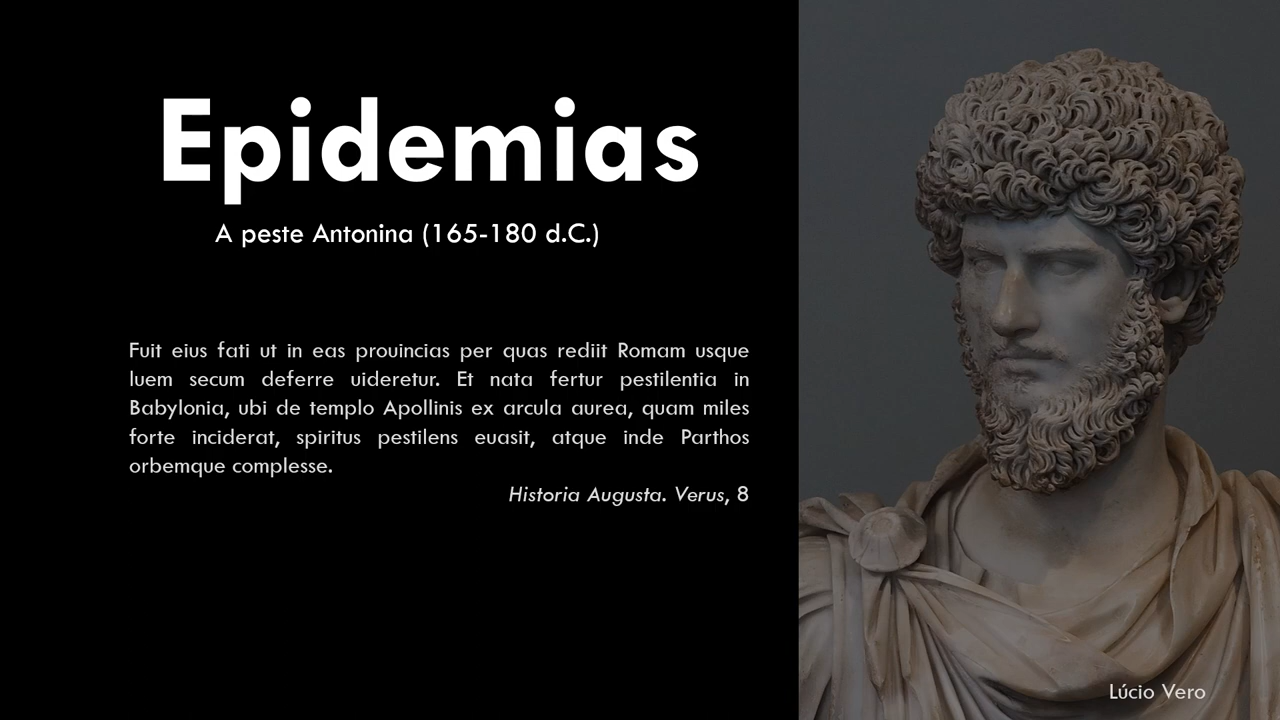 Epidemias
A peste Antonina (165-180 d.C.)
Fuit eius fati ut in eas prouincias per quas rediit Romam usque
luem secum deferre uideretur. Et nata fertur pestilentia in
Babylonia, ubi de templo Apollinis ex arcula aurea, quam miles
forte inciderat, spiritus pestilens euasit, atque inde Parthos
orbemque complesse.
Historia Augusta. Verus, 8
Lúcio Vero